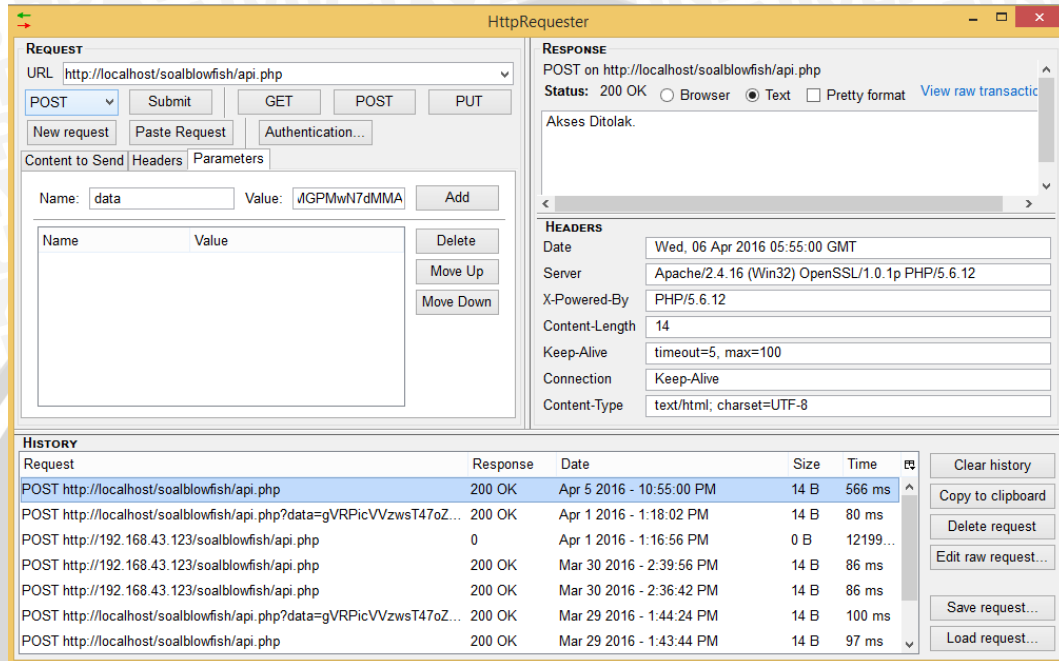 HttpRequester
REQUEST
URL http://localhost/soalblowfish/api.php
POST Submit GET POST PUT
New request Paste Request Authentication...
Content to Send Headers Parameters
Name: data Value: MGPMwN7dMMA Add
Name Value Delete
Move Up
Move Down
RESPONSE
POST on http://localhost/soalblowfish/api.php
Status: 200 OK Browser Text Pretty format View raw transactic
Akses Ditolak.
HEADERS
Date Wed, 06 Apr 2016 05:55:00 GMT
Server Apache/2.4.16 (Win32) OpenSSL/1.0.1p PHP/5.6.12
X-Powered-By PHP/5.6.12
Content-Length 14
Keep-Alive timeout=5, max=100
Connection Keep-Alive
Content-Type text/html; charset=UTF-8
HISTORY
Request Response Date Size Time
POST http://localhost/soalblowfish/api.php 200 OK Apr 5 2016 - 10:55:00 PM 14 B 566 ms
POST http://localhost/soalblowfish/api.php?data=gVRPicVVzwsT47oZ... 200 OK Apr 1 2016 - 1:18:02 PM 14 B 80 ms
POST http://192.168.43.123/soalblowfish/api.php 0 Apr 1 2016 - 1:16:56 PM 0 B 12199...
POST http://192.168.43.123/soalblowfish/api.php 200 OK Mar 30 2016 - 2:39:56 PM 14 B 86 ms
POST http://192.168.43.123/soalblowfish/api.php 200 OK Mar 30 2016 - 2:36:42 PM 14 B 86 ms
POST http://localhost/soalblowfish/api.php?data=gVRPicVVzwsT47oZ... 200 OK Mar 29 2016 - 1:44:24 PM 14 B 100 ms
POST http://localhost/soalblowfish/api.php 200 OK Mar 29 2016 - 1:43:44 PM 14 B 97 ms
Clear history
Copy to clipboard
Delete request
Edit raw request...
Save request...
Load request...